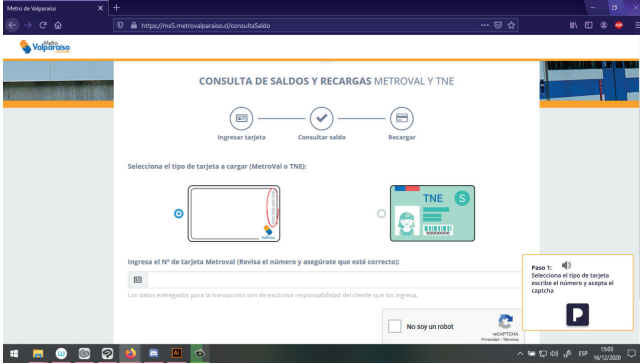 Metro de Valparaíso
https://ms5.metrovalparaiso.cl/consultaSaldo
Metro
Valparaíso
CONSULTA DE SALDOS Y RECARGAS METROVAL Y TNE
Ingresar tarjeta
Consultar saldo
Recargar
Selecciona el tipo de tarjeta a cargar (MetroVal o TNE):
TNE
S
Ingresa el Nº de tarjeta Metroval (Revisa el número y asegúrate que esté correcto):
Los datos entregados para la transacción son de exclusiva responsabilidad del cliente que los ingresa.
No soy un robot
reCAPTCHA
Privacidad - Términos
Paso 1:
Selecciona el tipo de tarjeta
escribe el número y acepta el
captcha
P
ESP
15:03
16/12/2020